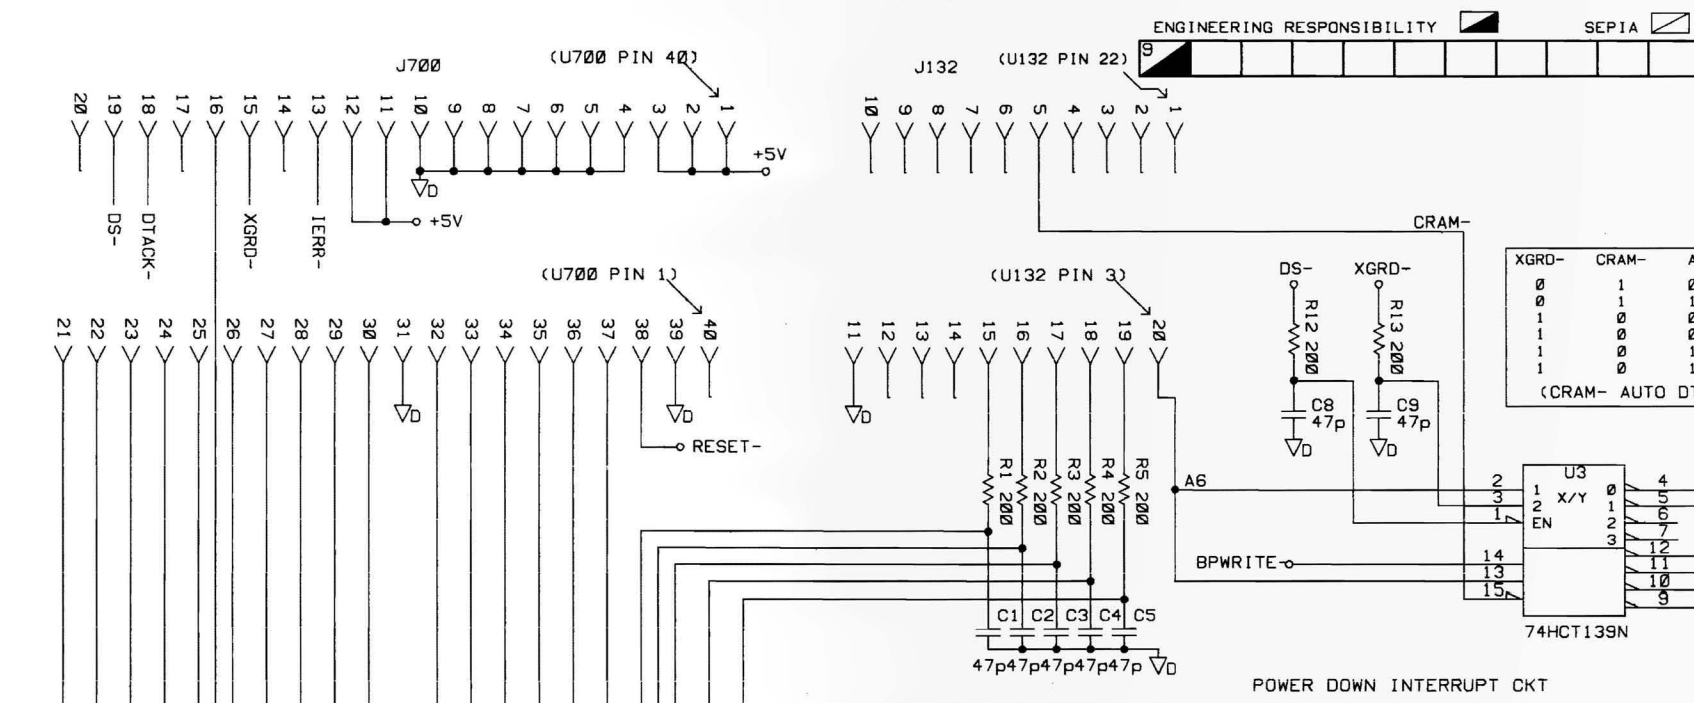 ENGINEERING RESPONSIBILITY SEPIA
9
J700 (U700 PIN 40) J132 (U132 PIN 22)
20 19 18 17 16 15 14 13 12 11 10 9 8 7 6 5 4 3 2 1
10 9 8 7 6 5 4 3 2 1
+5V
D
DS- DTACK- XGRD- IERR- +5V
CRAM-
(U700 PIN 1) (U132 PIN 3)
DS- XGRD-
XGRD- CRAM-
0 1
0 1
1 0
1 0
1 0
1 0
(CRAM- AUTO
21 22 23 24 25 26 27 28 29 30 31 32 33 34 35 36 37 38 39 40
11 12 13 14 15 16 17 18 19 20
R12 200 R13 200
D D D
C8 47p C9 47p
D D
RESET-
R1 200 R2 200 R3 200 R4 200 R5 200
A6
U3
X/Y
2 1 0 4
3 2 1 5
1 EN 2 6
3 7
BPWRITE- 14 12
13 11
15 10
9
74HCT139N
C1 C2 C3 C4 C5
47p47p47p47p47p D
POWER DOWN INTERRUPT CKT